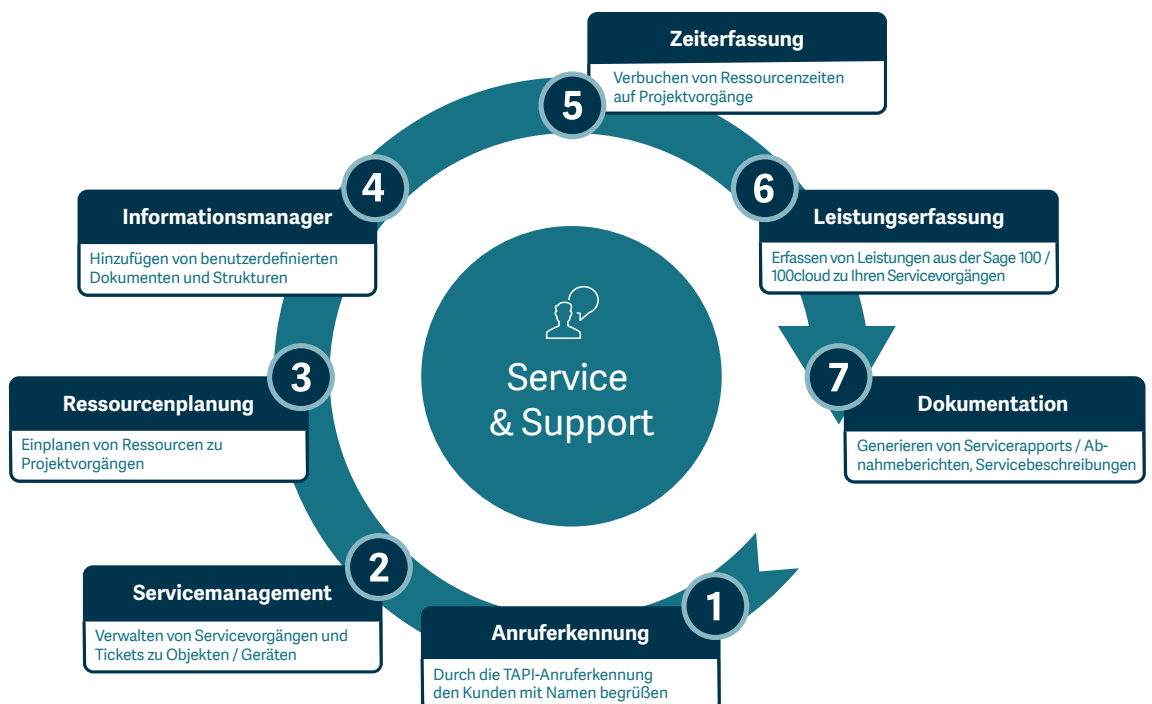 5
Zeiterfassung
Verbuchen von Ressourcenzeiten
auf Projektvorgänge
4
Informationsmanager
Hinzufügen von benutzerdefinierten
Dokumenten und Strukturen
6
Leistungserfassung
Erfassen von Leistungen aus der Sage 100 /
100cloud zu Ihren Servicevorgängen
Service
& Support
3
Ressourcenplanung
Einplanen von Ressourcen zu
Projektvorgängen
7
Dokumentation
Generieren von Servicerapports / Ab-
nahmeberichten, Servicebeschreibungen
2
Servicemanagement
Verwalten von Servicevorgängen und
Tickets zu Objekten / Geräten
1
Anruferkennung
Durch die TAPI-Anruferkennung
den Kunden mit Namen begrüßen